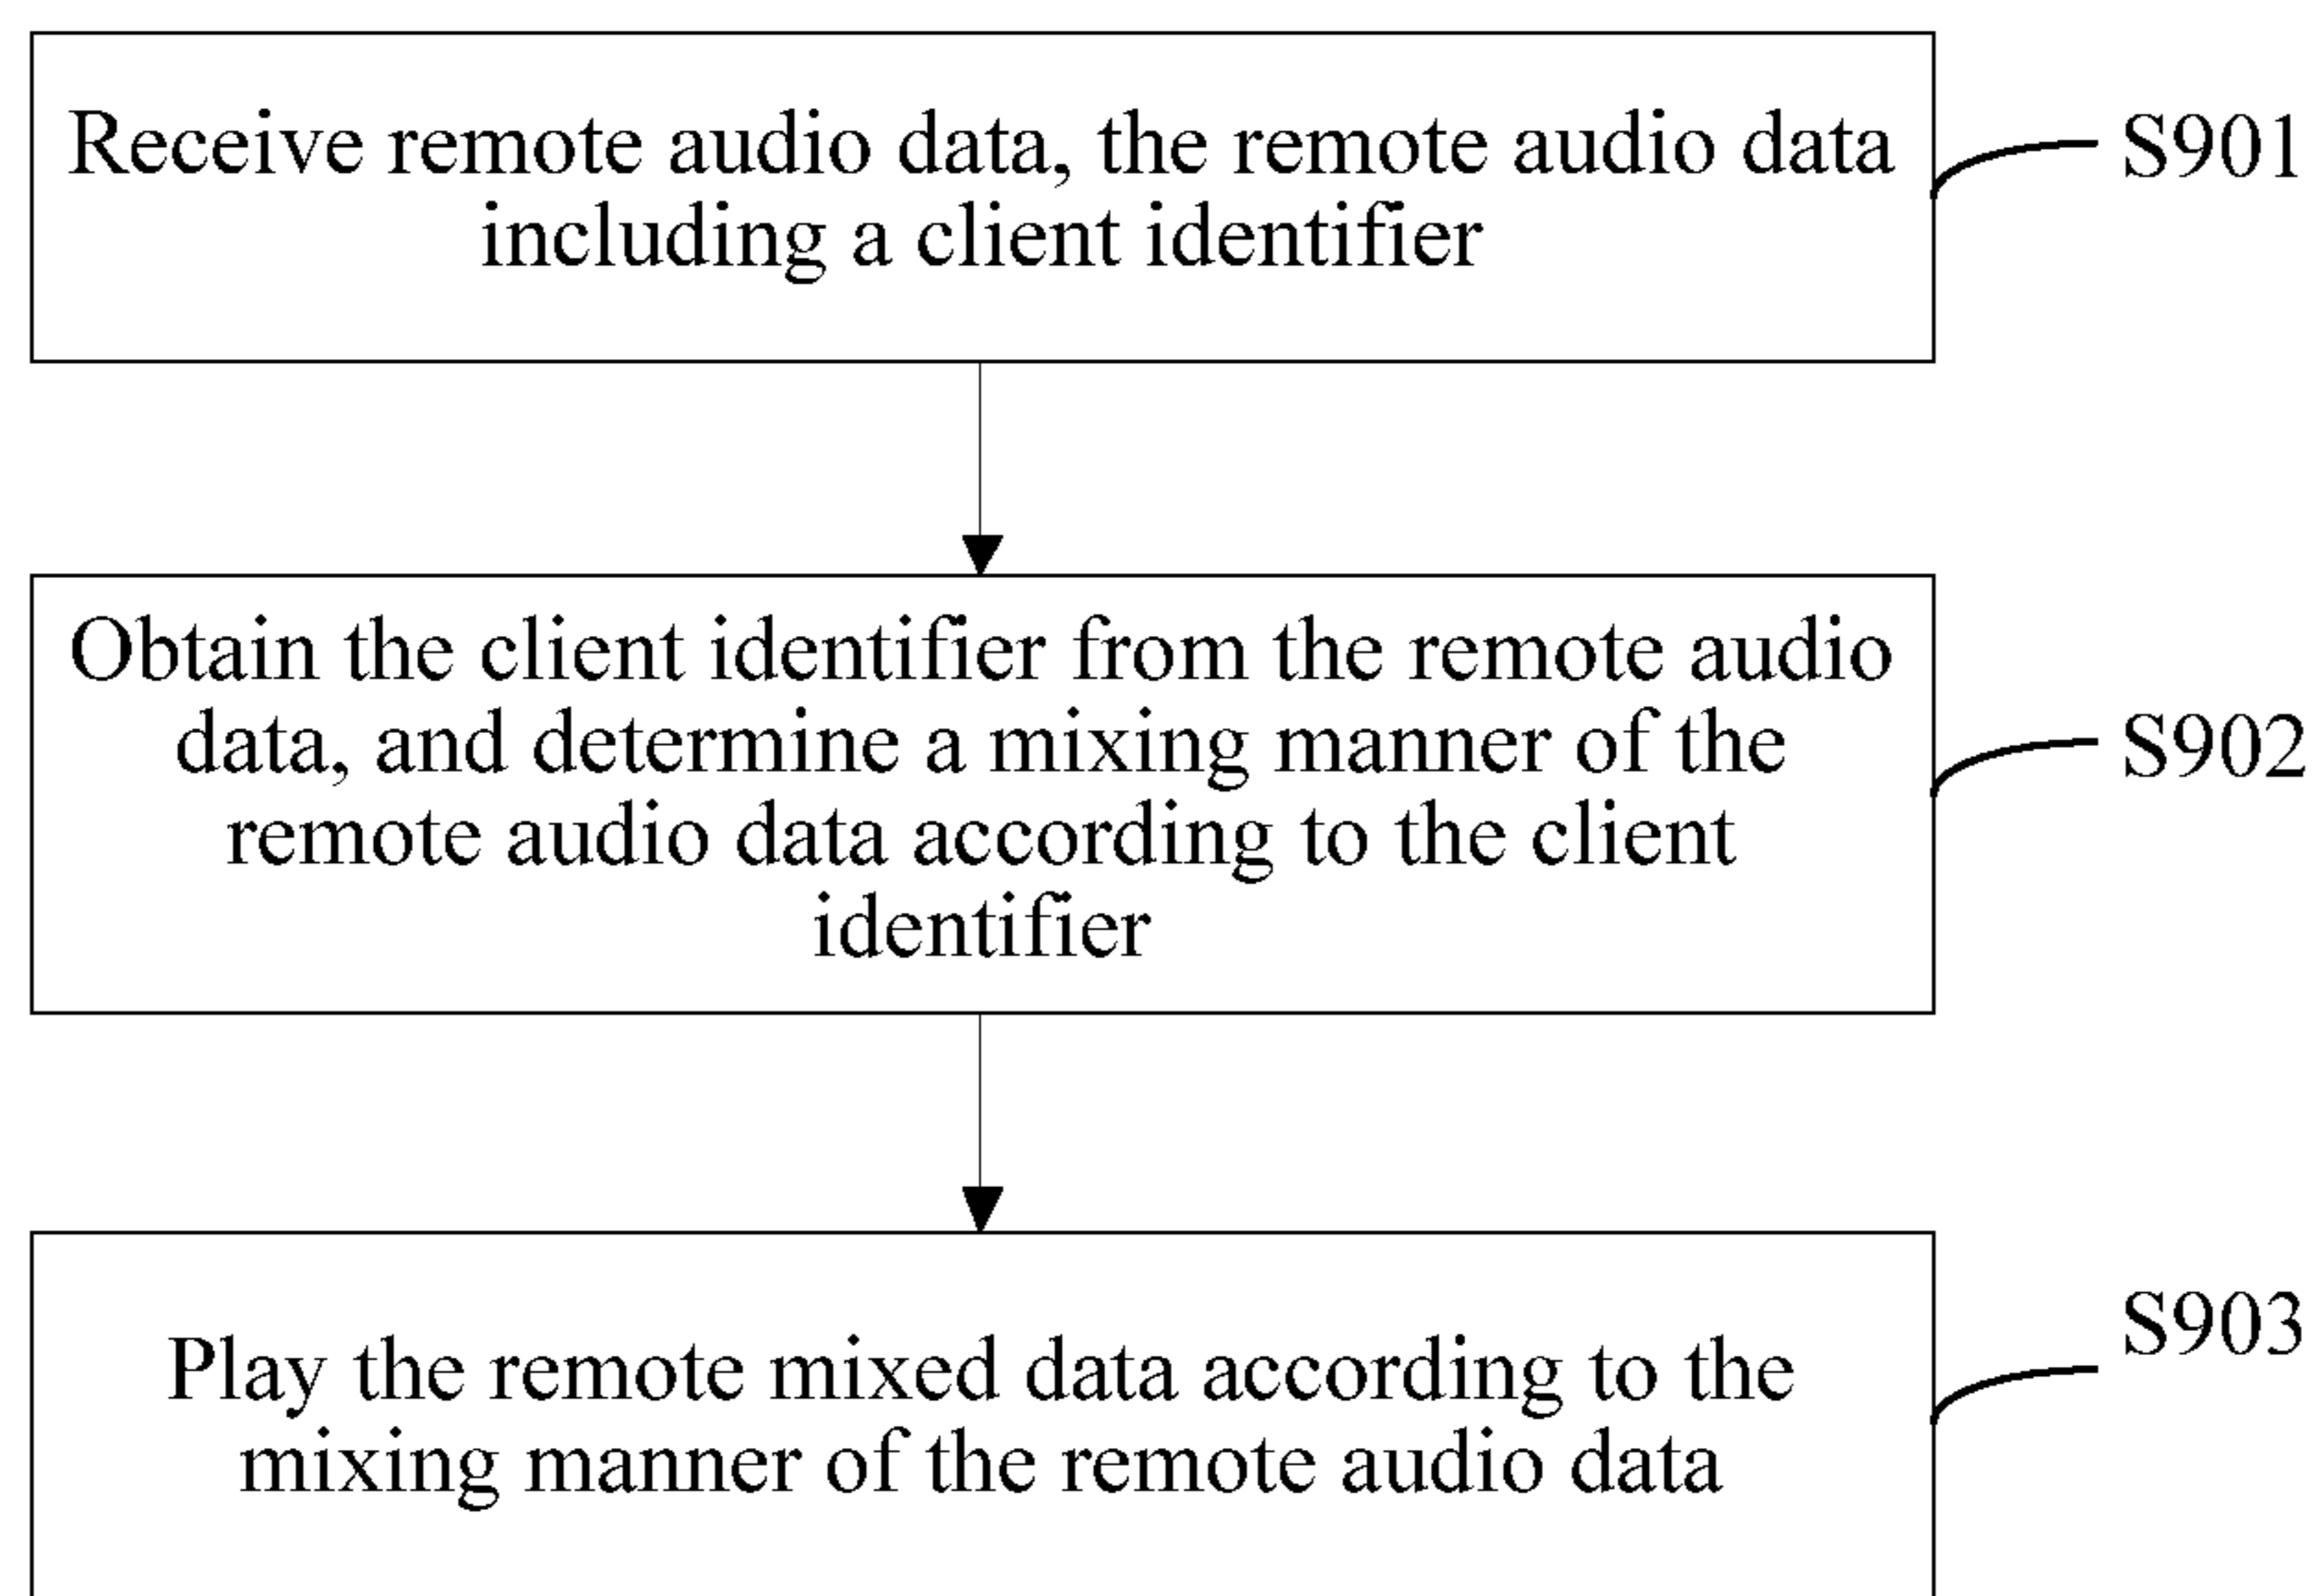 Receive remote audio data, the remote audio data
including a client identifier
S901
Obtain the client identifier from the remote audio
data, and determine a mixing manner of the
remote audio data according to the client
identifier
S902
Play the remote mixed data according to the
mixing manner of the remote audio data
S903